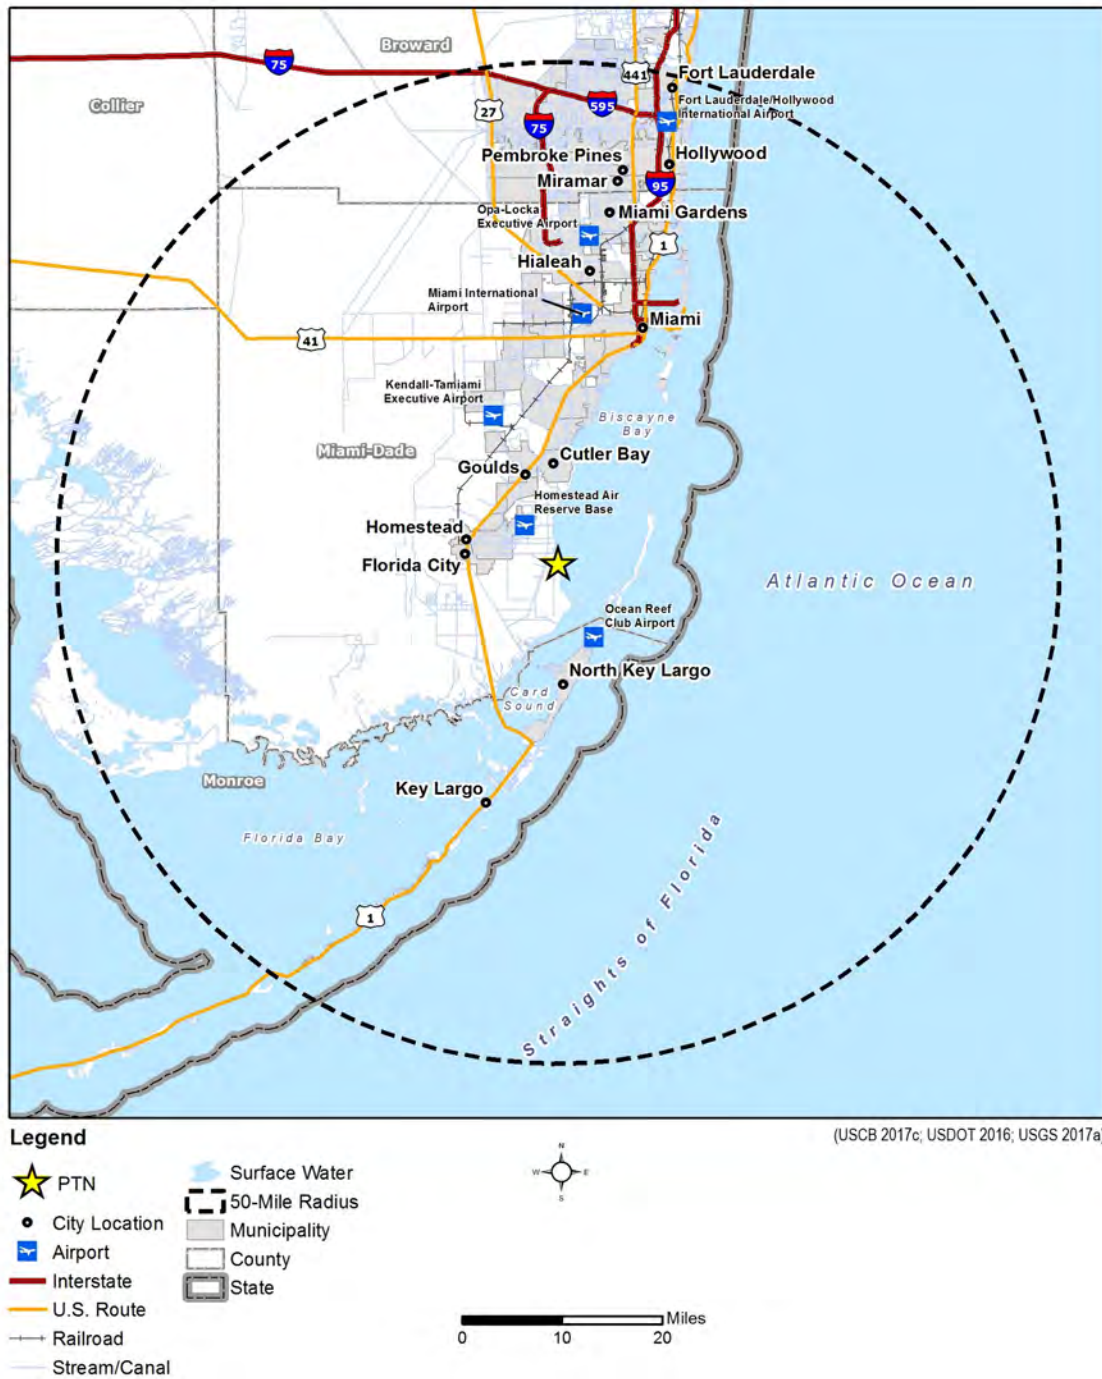 Broward
75
Collier
441
Fort Lauderdale
27
595
75
Fort Lauderdale/Hollywood
International Airport
Pembroke Pines
Hollywood
Miramar
95
Opa-Locka
Executive Airport
Miami Gardens
1
Hialeah
Miami International
Airport
Miami
41
Kendall-Tamiami
Executive Airport
Biscayne
Bay
Miami-Dade
Goulds
Cutler Bay
Homestead Air
Reserve Base
Homestead
Florida City
Atlantic Ocean
Ocean Reef
Club Airport
North Key Largo
Card
Sound
Monroe
Key Largo
Florida Bay
1
Straights of Florida
Legend
(USCB 2017c; USDOT 2016; USGS 2017a)
PTN
City Location
Airport
Interstate
U.S. Route
Railroad
Stream/Canal
Surface Water
50-Mile Radius
Municipality
County
State
N
W
E
S
Miles
0
10
20